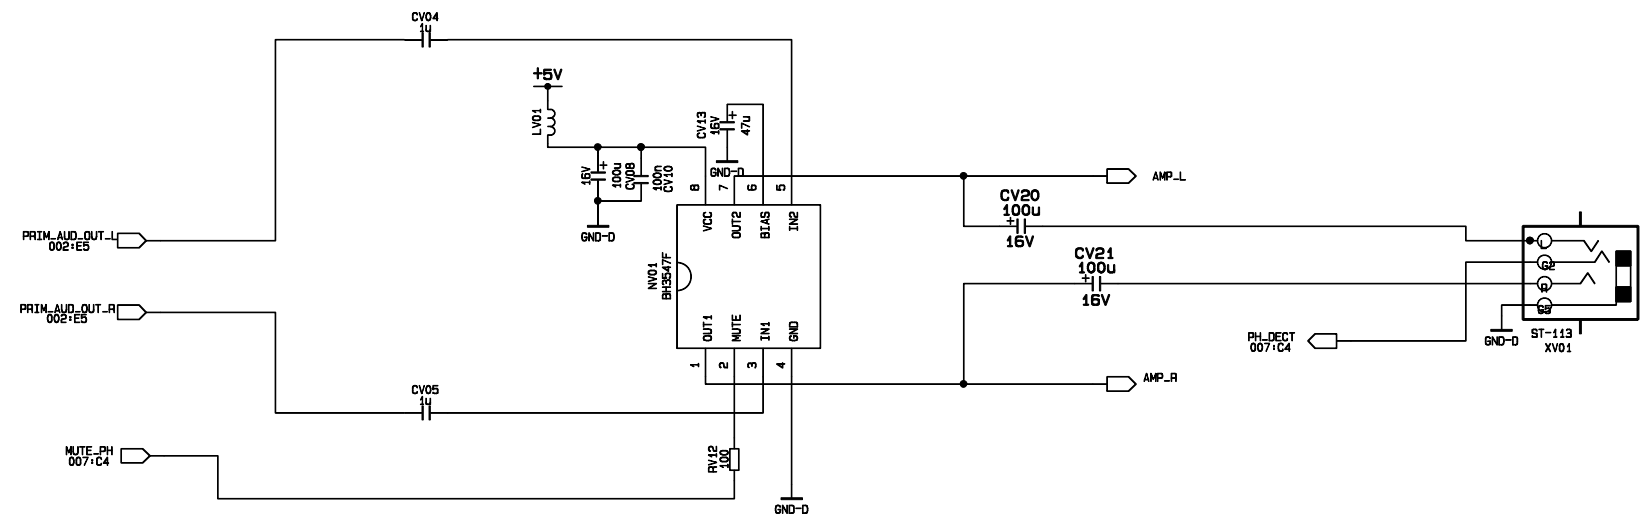 CV04
1u
+5V
LV01
16V
100u
CV08
100n
CV10
CV13
16V
47u
GND-D
GND-D
8
7
6
5
VCC
OUT2
BIAS
IN2
NV01
BH3547F
OUT1
MUTE
IN1
GND
1
2
3
4
PRIM_AUD_OUT_L
002:E5
PRIM_AUD_OUT_R
002:E5
CV05
1u
MUTE_PH
007:C4
RV12
100
GND-D
AMP_L
CV20
100u
16V
CV21
100u
16V
AMP_R
PH_DECT
007:C4
L
G2
R
G3
GND-D
ST-113
XV01